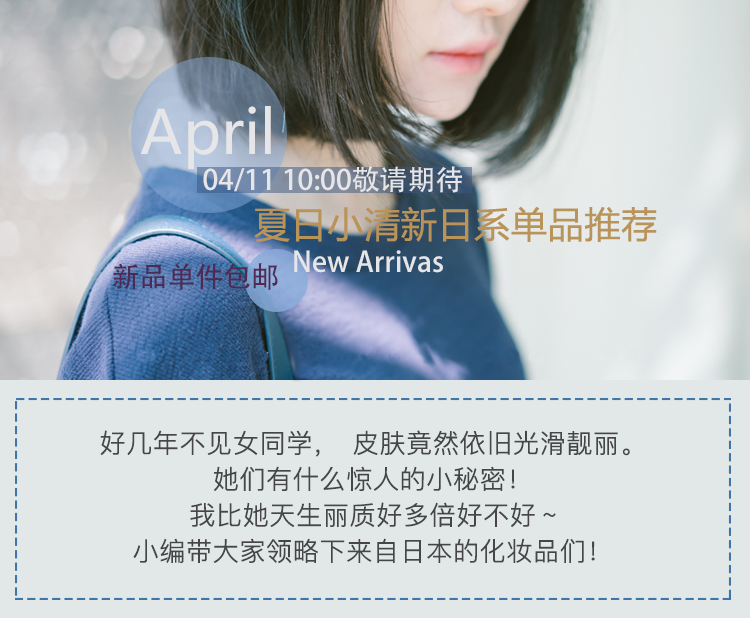 April
04/11 10:00敬请期待
夏日小清新日系单品推荐
New Arrivas
新品单件包邮
好几年不见女同学， 皮肤竟然依旧光滑靓丽。
她们有什么惊人的小秘密！
我比她天生丽质好多倍好不好～
小编带大家领略下来自日本的化妆品们！